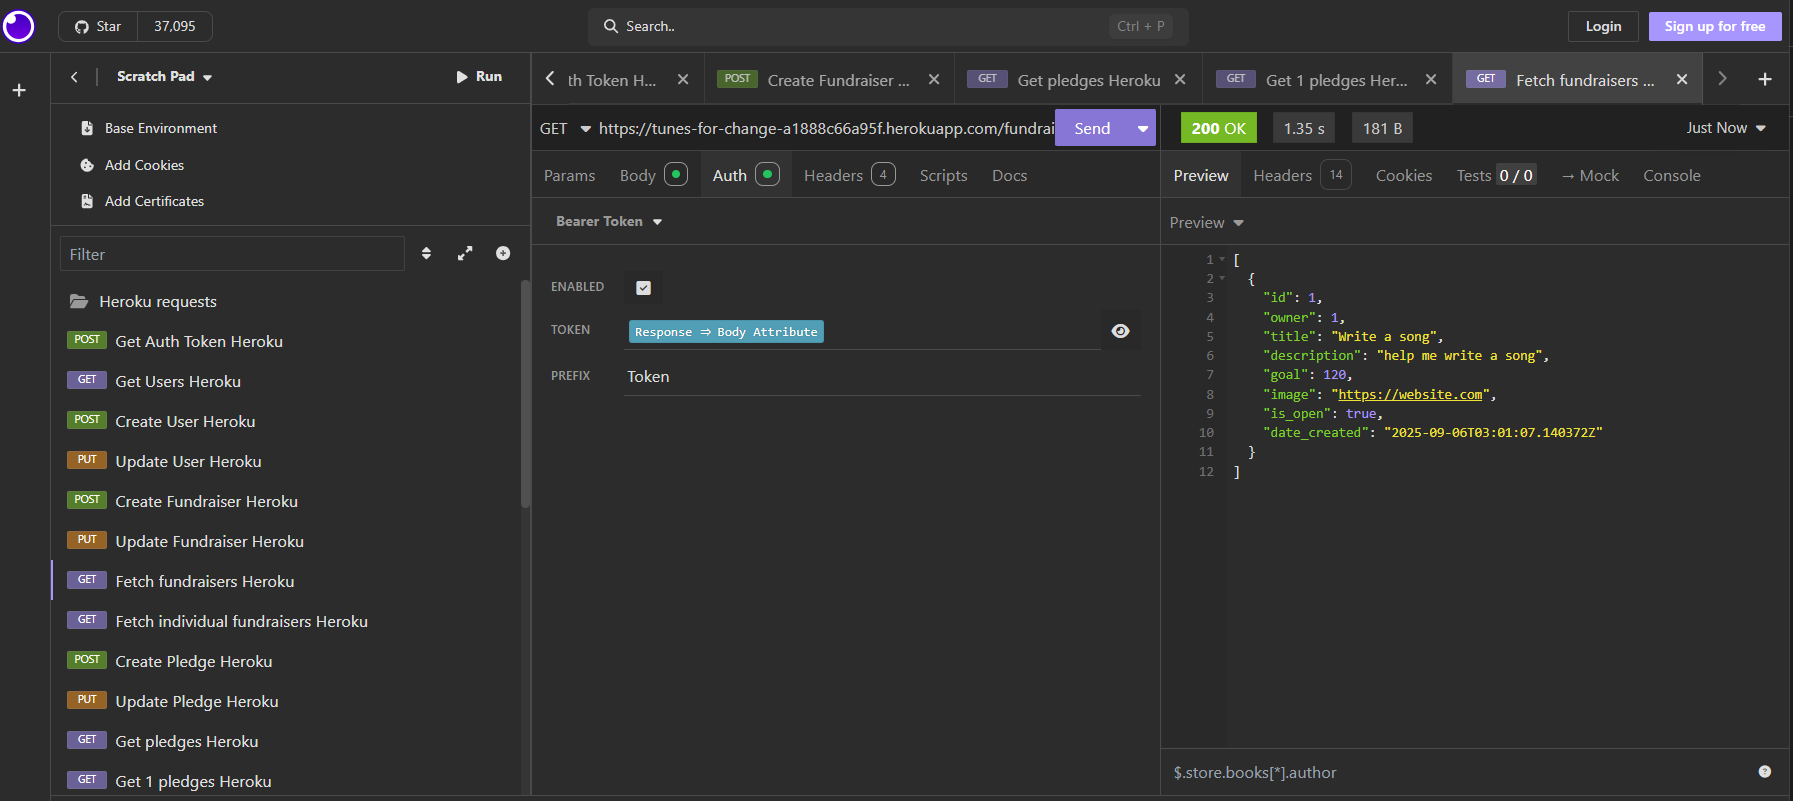 Star 37,095
Search.. Ctrl + P
Login Sign up for free
Scratch Pad
Run
Base Environment
Add Cookies
Add Certificates
Filter
Heroku requests
POST Get Auth Token Heroku
GET Get Users Heroku
POST Create User Heroku
PUT Update User Heroku
POST Create Fundraiser Heroku
PUT Update Fundraiser Heroku
GET Fetch fundraisers Heroku
GET Fetch individual fundraisers Heroku
POST Create Pledge Heroku
PUT Update Pledge Heroku
GET Get pledges Heroku
GET Get 1 pledges Heroku
th Token H...
POST Create Fundraiser ...
GET Get pledges Heroku
GET Get 1 pledges Her...
GET Fetch fundraisers ...
GET https://tunes-for-change-a1888c66a95f.herokuapp.com/fundrai Send
Params Body Auth Headers 4 Scripts Docs
Bearer Token
ENABLED
TOKEN Response ⇒ Body Attribute
PREFIX Token
200 OK 1.35 s 181 B Just Now
Preview Headers 14 Cookies Tests 0 / 0 → Mock Console
Preview
1 [
2 {
3 "id": 1,
4 "owner": 1,
5 "title": "Write a song",
6 "description": "help me write a song",
7 "goal": 120,
8 "image": "https://website.com",
9 "is_open": true,
10 "date_created": "2025-09-06T03:01:07.140372Z"
11 }
12 ]
$.store.books[*].author